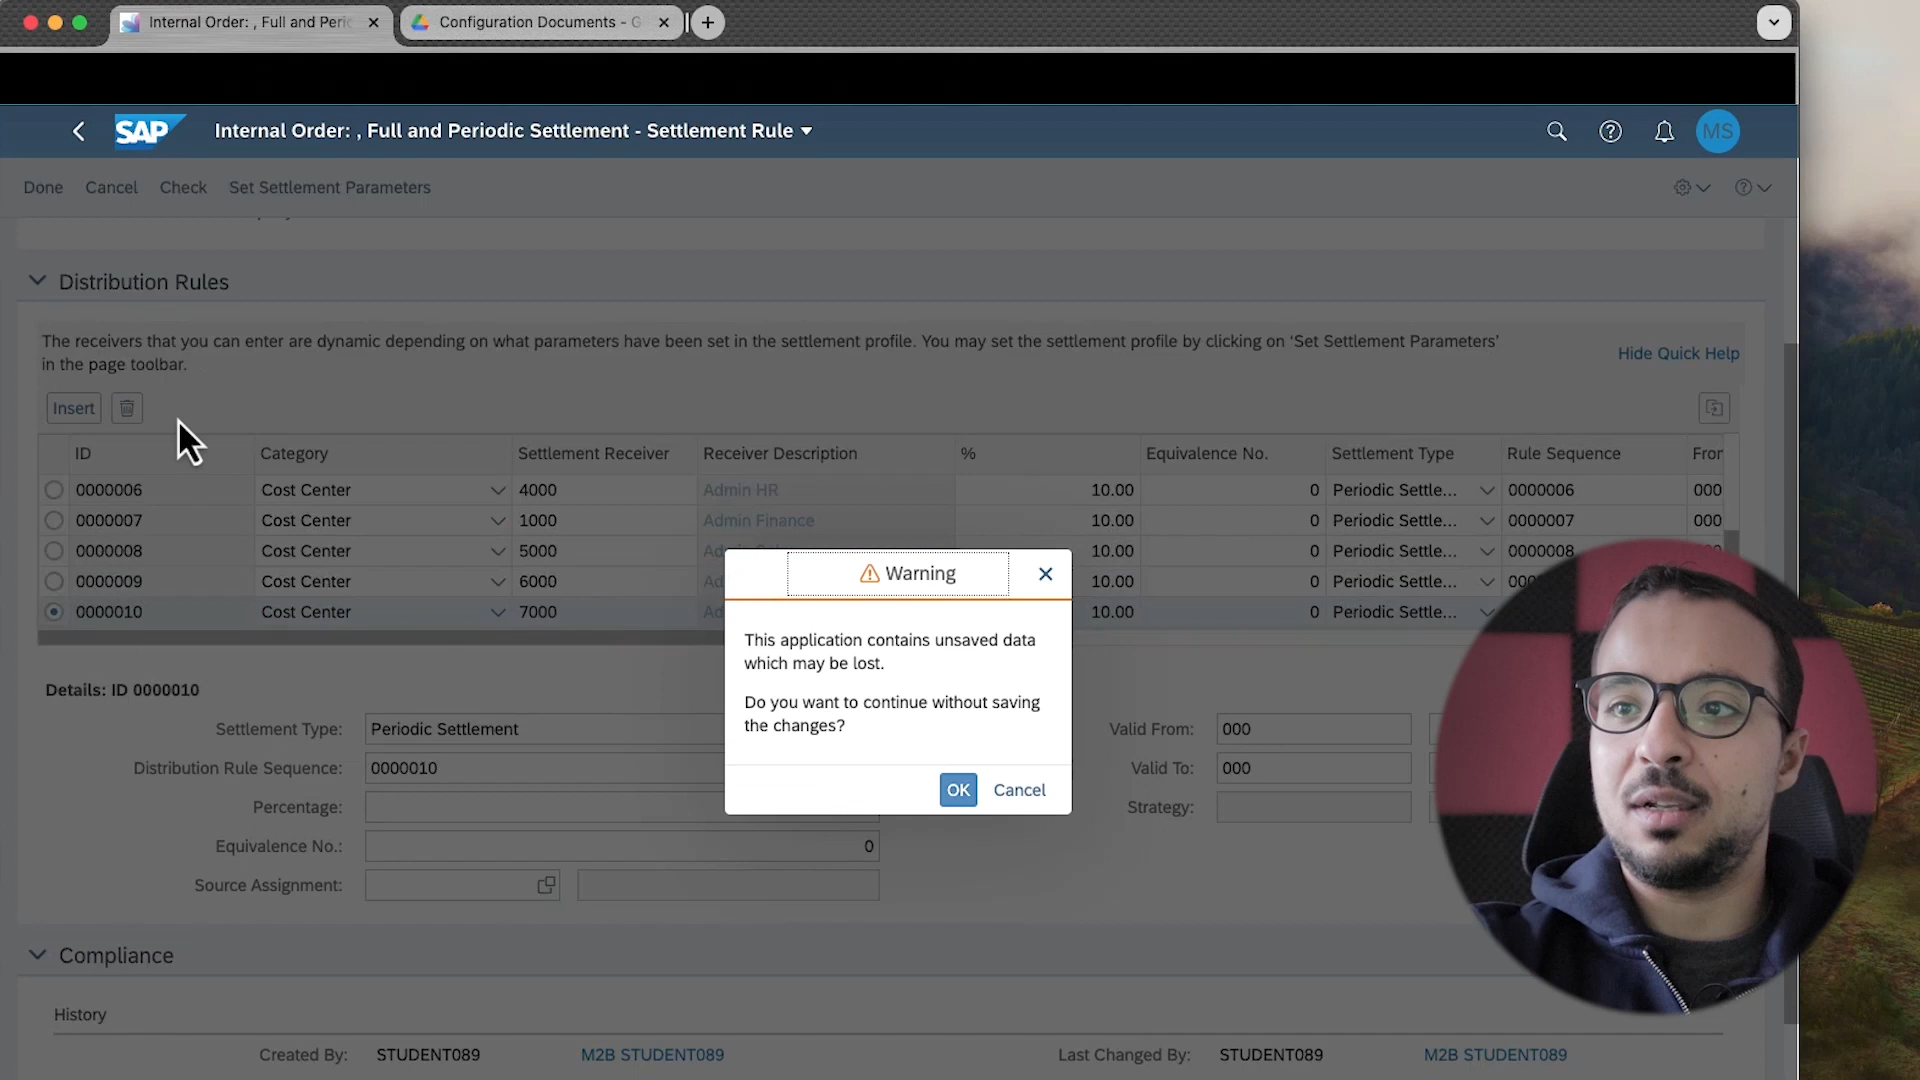 Internal Order: , Full and Peri
Configuration Documents - G
SAP
Internal Order: , Full and Periodic Settlement - Settlement Rule
MS
Done Cancel Check Set Settlement Parameters
Distribution Rules
The receivers that you can enter are dynamic depending on what parameters have been set in the settlement profile. You may set the settlement profile by clicking on 'Set Settlement Parameters'
in the page toolbar.
Hide Quick Help
Insert
ID Category Settlement Receiver Receiver Description % Equivalence No. Settlement Type Rule Sequence Fror
0000006 Cost Center 4000 Admin HR 10.00 0 Periodic Settle... 0000006 000
0000007 Cost Center 1000 Admin Finance 10.00 0 Periodic Settle... 0000007 000
0000008 Cost Center 5000 10.00 0 Periodic Settle... 0000008
0000009 Cost Center 6000 10.00 0 Periodic Settle...
0000010 Cost Center 7000 10.00 0 Periodic Settle...
Warning
This application contains unsaved data
which may be lost.
Do you want to continue without saving
the changes?
OK Cancel
Details: ID 0000010
Settlement Type: Periodic Settlement
Valid From: 000
Distribution Rule Sequence: 0000010
Valid To: 000
Percentage:
Strategy:
Equivalence No.: 0
Source Assignment:
Compliance
History
Created By: STUDENT089 M2B STUDENT089
Last Changed By: STUDENT089 M2B STUDENT089